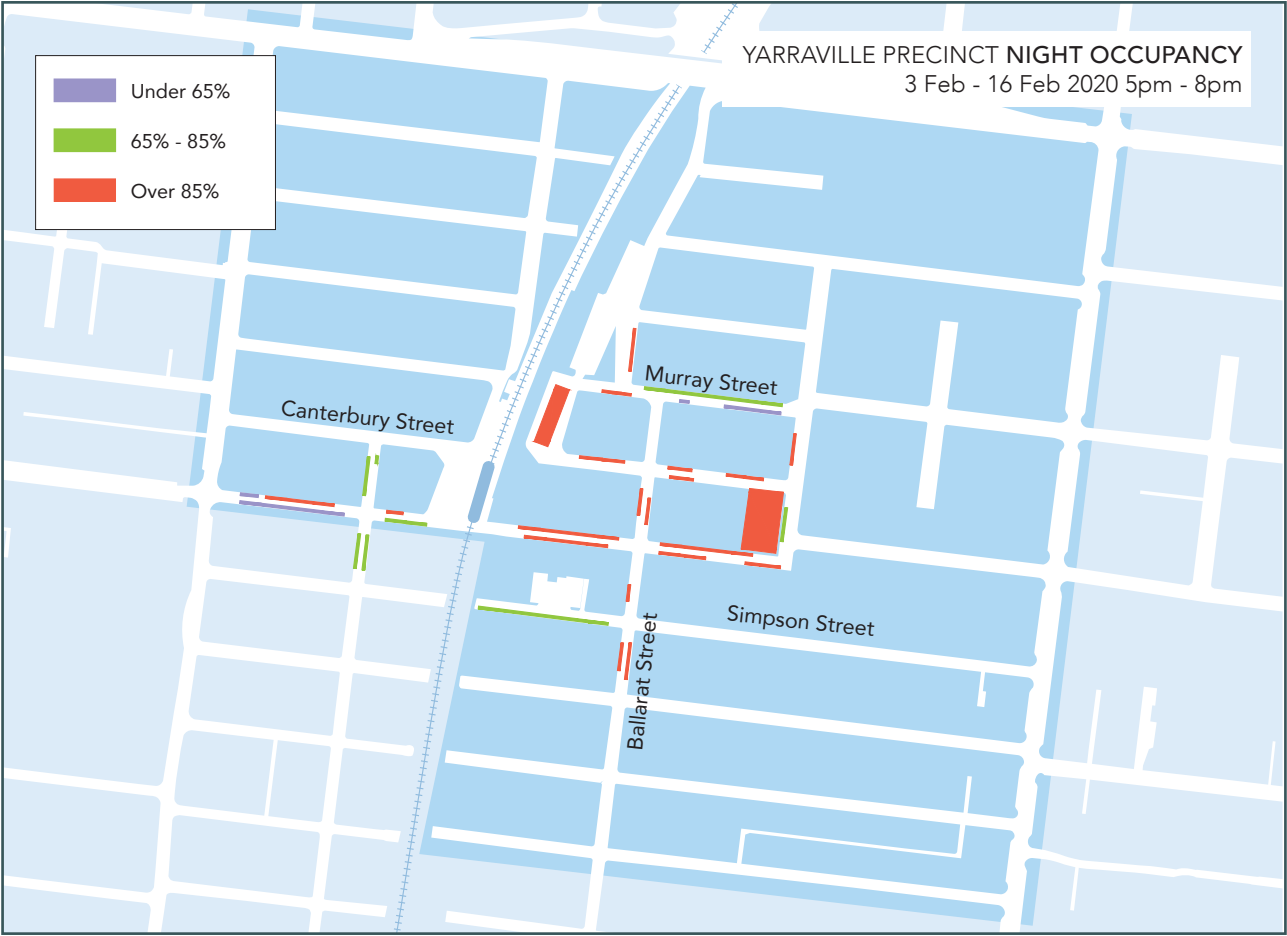 YARRAVILLE PRECINCT NIGHT OCCUPANCY
3 Feb - 16 Feb 2020 5pm - 8pm
Under 65%
65% - 85%
Over 85%
Murray Street
Canterbury Street
Simpson Street
Ballarat Street